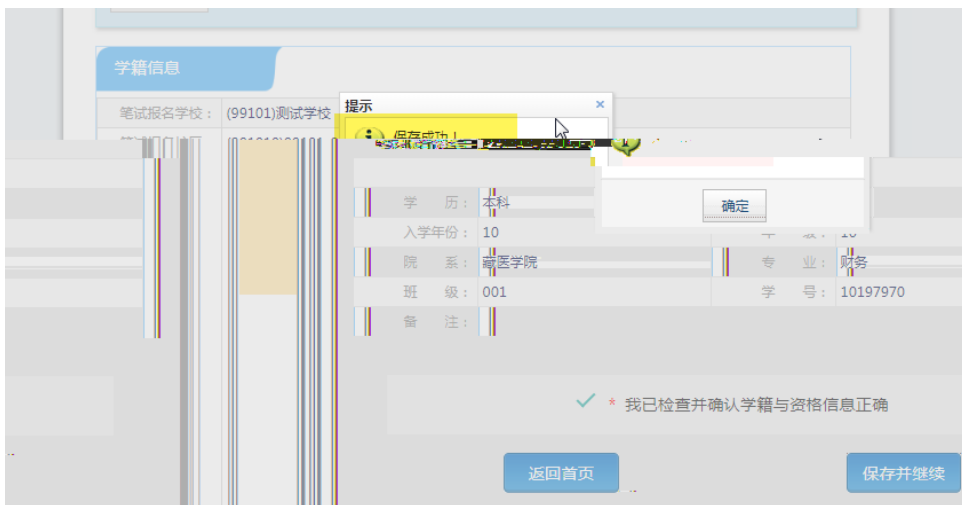 学籍信息
笔试报名学校： (99101)测试学校
提示 ×
保存成功！
确定
学 历： 本科
入学年份： 10
院 系： 藏医学院 专 业： 财务
班 级： 001 学 号： 10197970
备 注：
* 我已检查并确认学籍与资格信息正确
返回首页 保存并继续